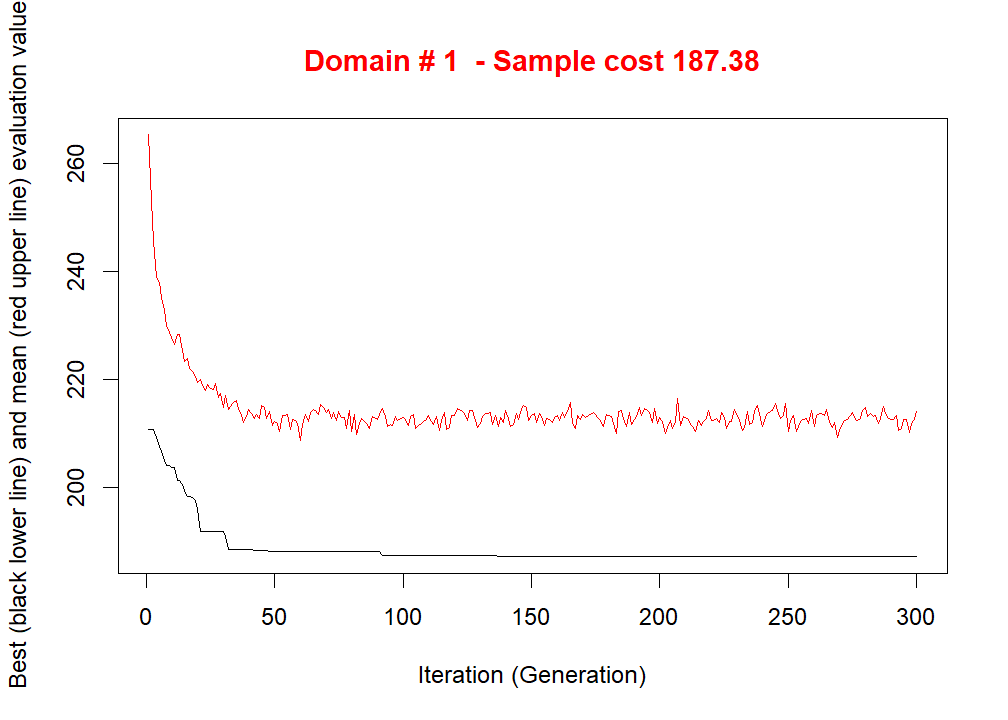 Domain # 1  - Sample cost 187.38
Best (black lower line) and mean (red upper line) evaluation value
260
240
220
200
0 50 100 150 200 250 300
Iteration (Generation)